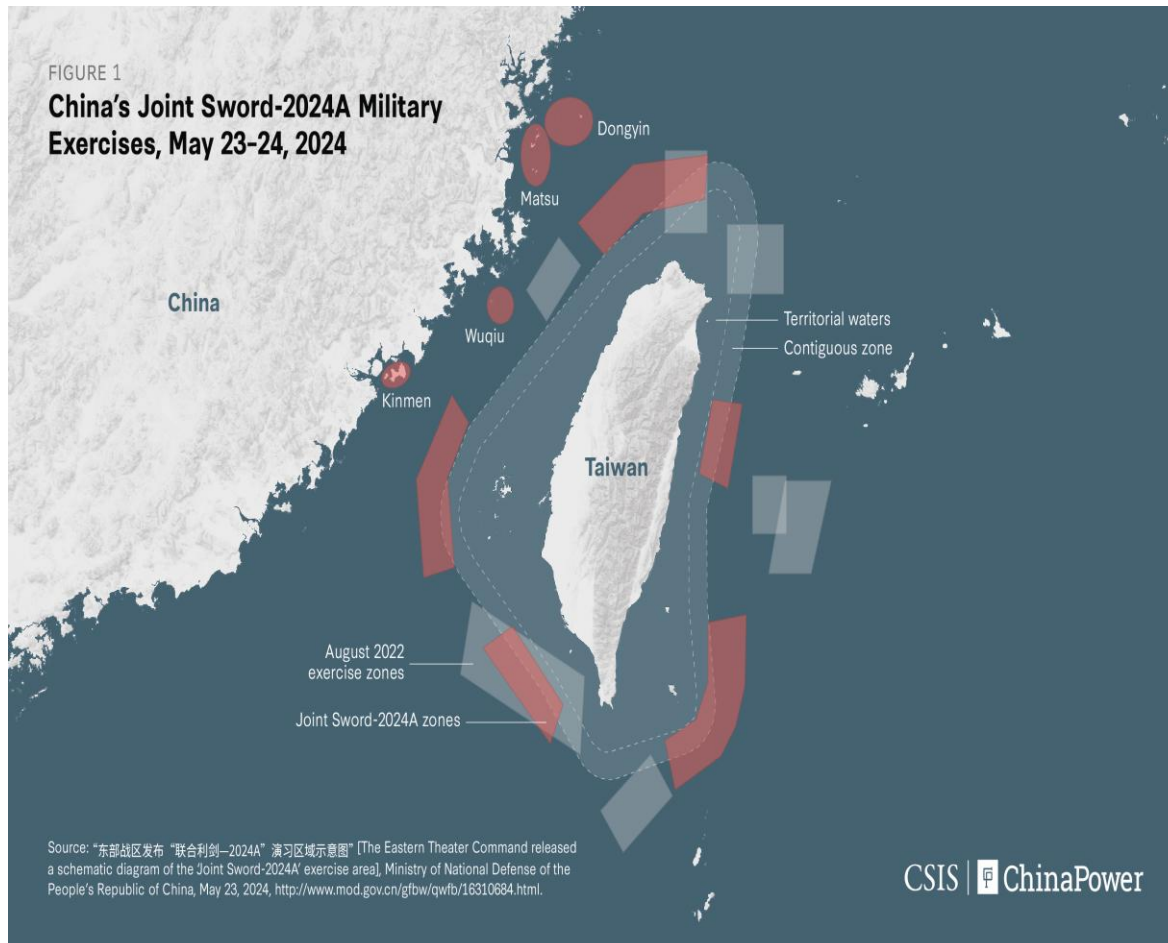 FIGURE 1
China's Joint Sword-2024A Military
Exercises, May 23–24, 2024
Dongyin
Matsu
China
Wuqiu
Territorial waters
Contiguous zone
Kinmen
Taiwan
August 2022
exercise zones
Joint Sword-2024A zones
Source: “东部战区发布“联合利剑—2024A”演习区域示意图” [The Eastern Theater Command released
a schematic diagram of the ‘Joint Sword-2024A’ exercise area], Ministry of National Defense of the
People's Republic of China, May 23, 2024, http://www.mod.gov.cn/gfbw/qwfb/16310684.html.
CSIS | ChinaPower